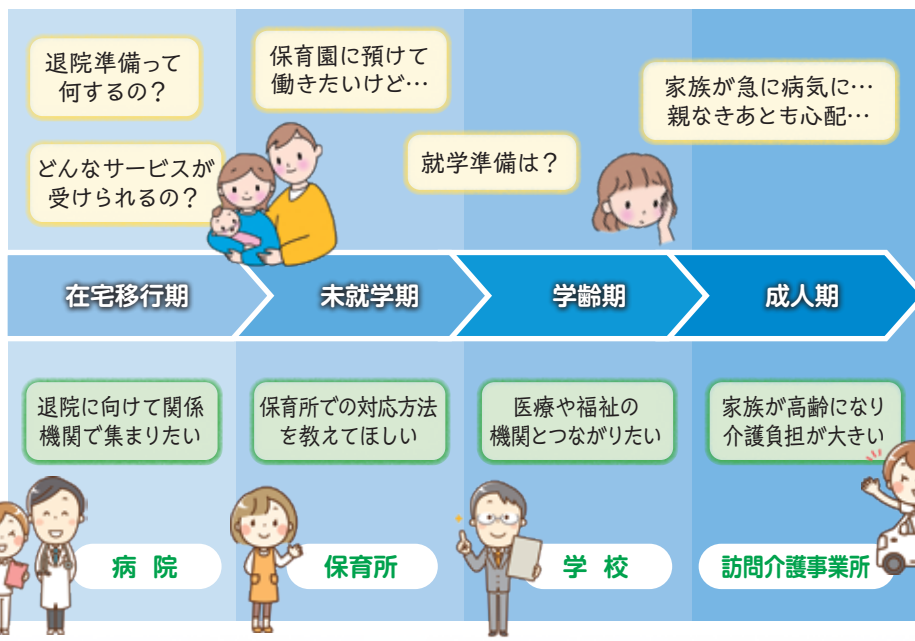 退院準備って
何するの？
保育園に預けて
働きたいけど…
どんなサービスが
受けられるの？
就学準備は？
家族が急に病気に…
親なきあとも心配…
在宅移行期
未就学期
学齢期
成人期
退院に向けて関係
機関で集まりたい
保育所での対応方法
を教えてほしい
医療や福祉の
機関とつながりたい
家族が高齢になり
介護負担が大きい
病 院
保育所
学 校
訪問介護事業所